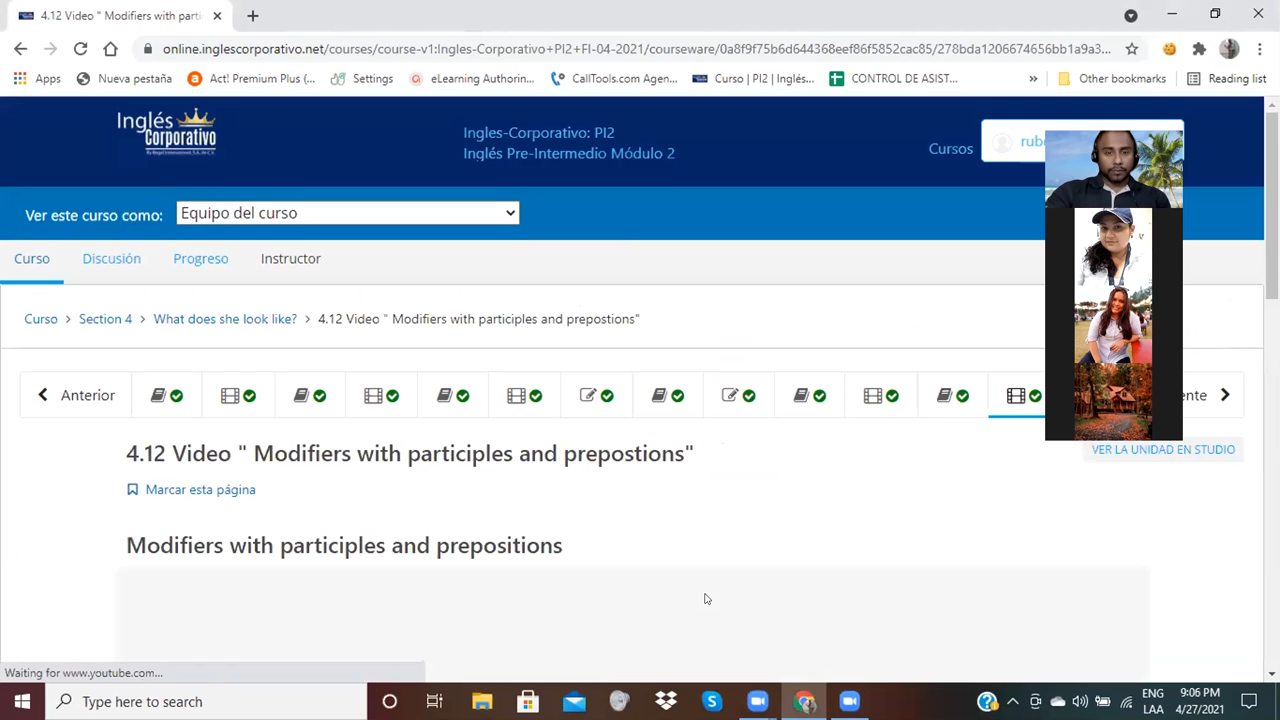 4.12 Video " Modifiers with parti
online.inglescorporativo.net/courses/course-v1:Ingles-Corporativo+PI2+FI-04-2021/courseware/0a8f9f75b6d644368eef86f5852cac85/278bda1206674656bb1a9a3...
Apps
Nueva pestaña
Act! Premium Plus (...
Settings
eLearning Authorin...
CallTools.com Agen...
Curso | PI2 | Inglés...
CONTROL DE ASIST...
»
Other bookmarks
Reading list
Inglés
Corporativo
Ingles-Corporativo: PI2
Inglés Pre-Intermedio Módulo 2
Cursos
rub
Ver este curso como:
Equipo del curso
Curso
Discusión
Progreso
Instructor
Curso > Section 4 > What does she look like? > 4.12 Video " Modifiers with participles and prepostions"
Anterior
ente
4.12 Video " Modifiers with participles and prepostions"
VER LA UNIDAD EN STUDIO
Marcar esta página
Modifiers with participles and prepositions
Waiting for www.youtube.com...
Type here to search
ENG
LAA
9:06 PM
4/27/2021